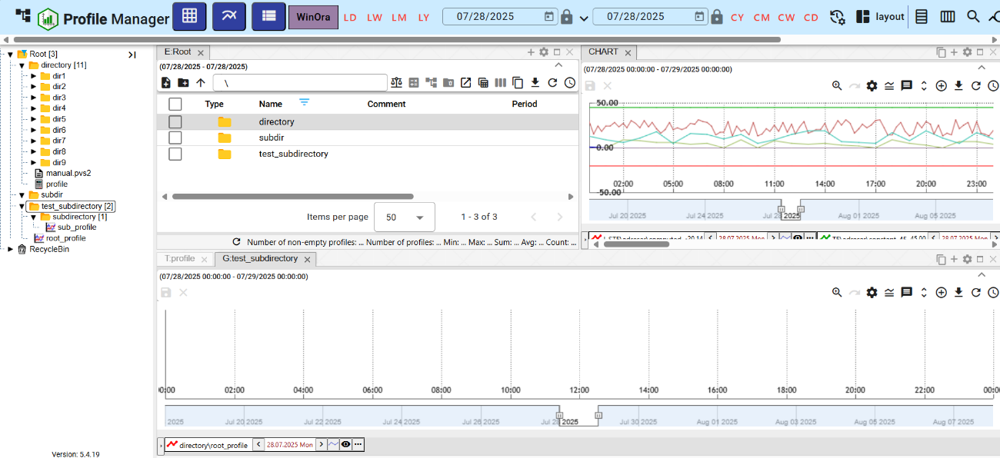 Profile Manager WinOra LD LW LM LY 07/28/2025 07/28/2025 CY CM CW CD layout
Root [3]
directory [11]
dir1
dir2
dir3
dir4
dir5
dir6
dir7
dir8
dir9
manual.pvs2
profile
subdir
test_subdirectory [2]
subdirectory [1]
sub_profile
root_profile
RecycleBin
Version: 5.4.19
E:Root
(07/28/2025 - 07/28/2025)
\
Type Name Comment Period
directory
subdir
test_subdirectory
Items per page 50 1 - 3 of 3
Number of non-empty profiles: ... Number of profiles: ... Min: ... Max: ... Sum: ... Avg: ... Count: ...
CHART
(07/28/2025 00:00:00 - 07/29/2025 00:00:00)
50.00
0.00
02:00 05:00 08:00 11:00 14:00 17:00 20:00 23:00
-50.00
Jul 20 2025 Jul 24 2025 Jul 28 2025 Aug 01 2025 Aug 05 2025
28.07.2025 Mon 45.00 28.07.2025 Mon
T:profile G:test_subdirectory
(07/28/2025 00:00:00 - 07/29/2025 00:00:00)
00:00 02:00 04:00 06:00 08:00 10:00 12:00 14:00 16:00 18:00 20:00 22:00 00:0
2025 Jul 20 2025 Jul 22 2025 Jul 24 2025 Jul 26 2025 Jul 28 2025 Jul 30 2025 Aug 01 2025 Aug 03 2025 Aug 05 2025 Aug 07 2025
directory\root_profile 28.07.2025 Mon